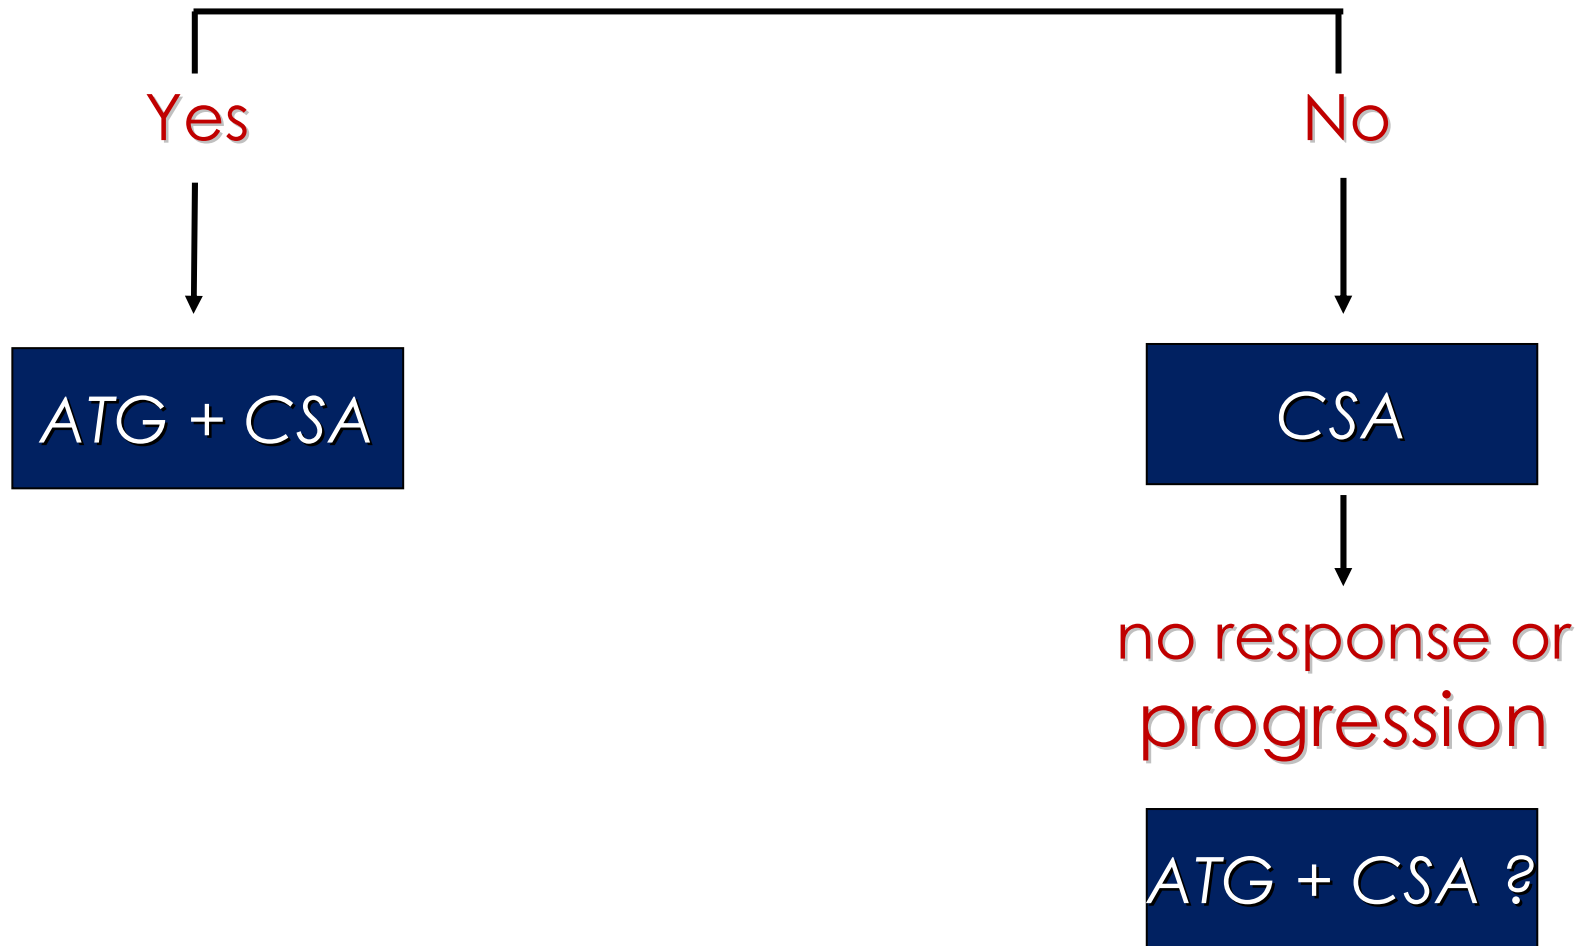 Yes
No
ATG + CSA
CSA
no response or
progression
ATG + CSA ?